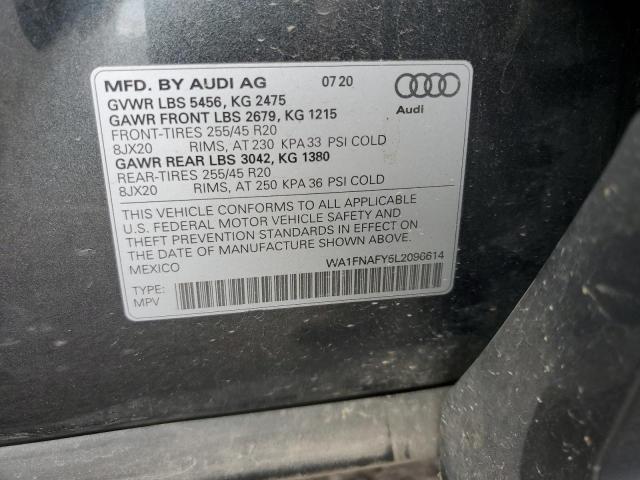 MFD. BY AUDI AG 07 20
GVWR LBS 5456, KG 2475
GAWR FRONT LBS 2679, KG 1215
Audi
FRONT-TIRES 255/45 R20
8JX20 RIMS, AT 230 KPA 33 PSI COLD
GAWR REAR LBS 3042, KG 1380
REAR-TIRES 255/45 R20
8JX20 RIMS, AT 250 KPA 36 PSI COLD
THIS VEHICLE CONFORMS TO ALL APPLICABLE
U.S. FEDERAL MOTOR VEHICLE SAFETY AND
THEFT PREVENTION STANDARDS IN EFFECT ON
DATE OF MANUFACTURE SHOWN ABOVE.
MEXICO WA1FNAFY6L2096614
TYPE:
MPV